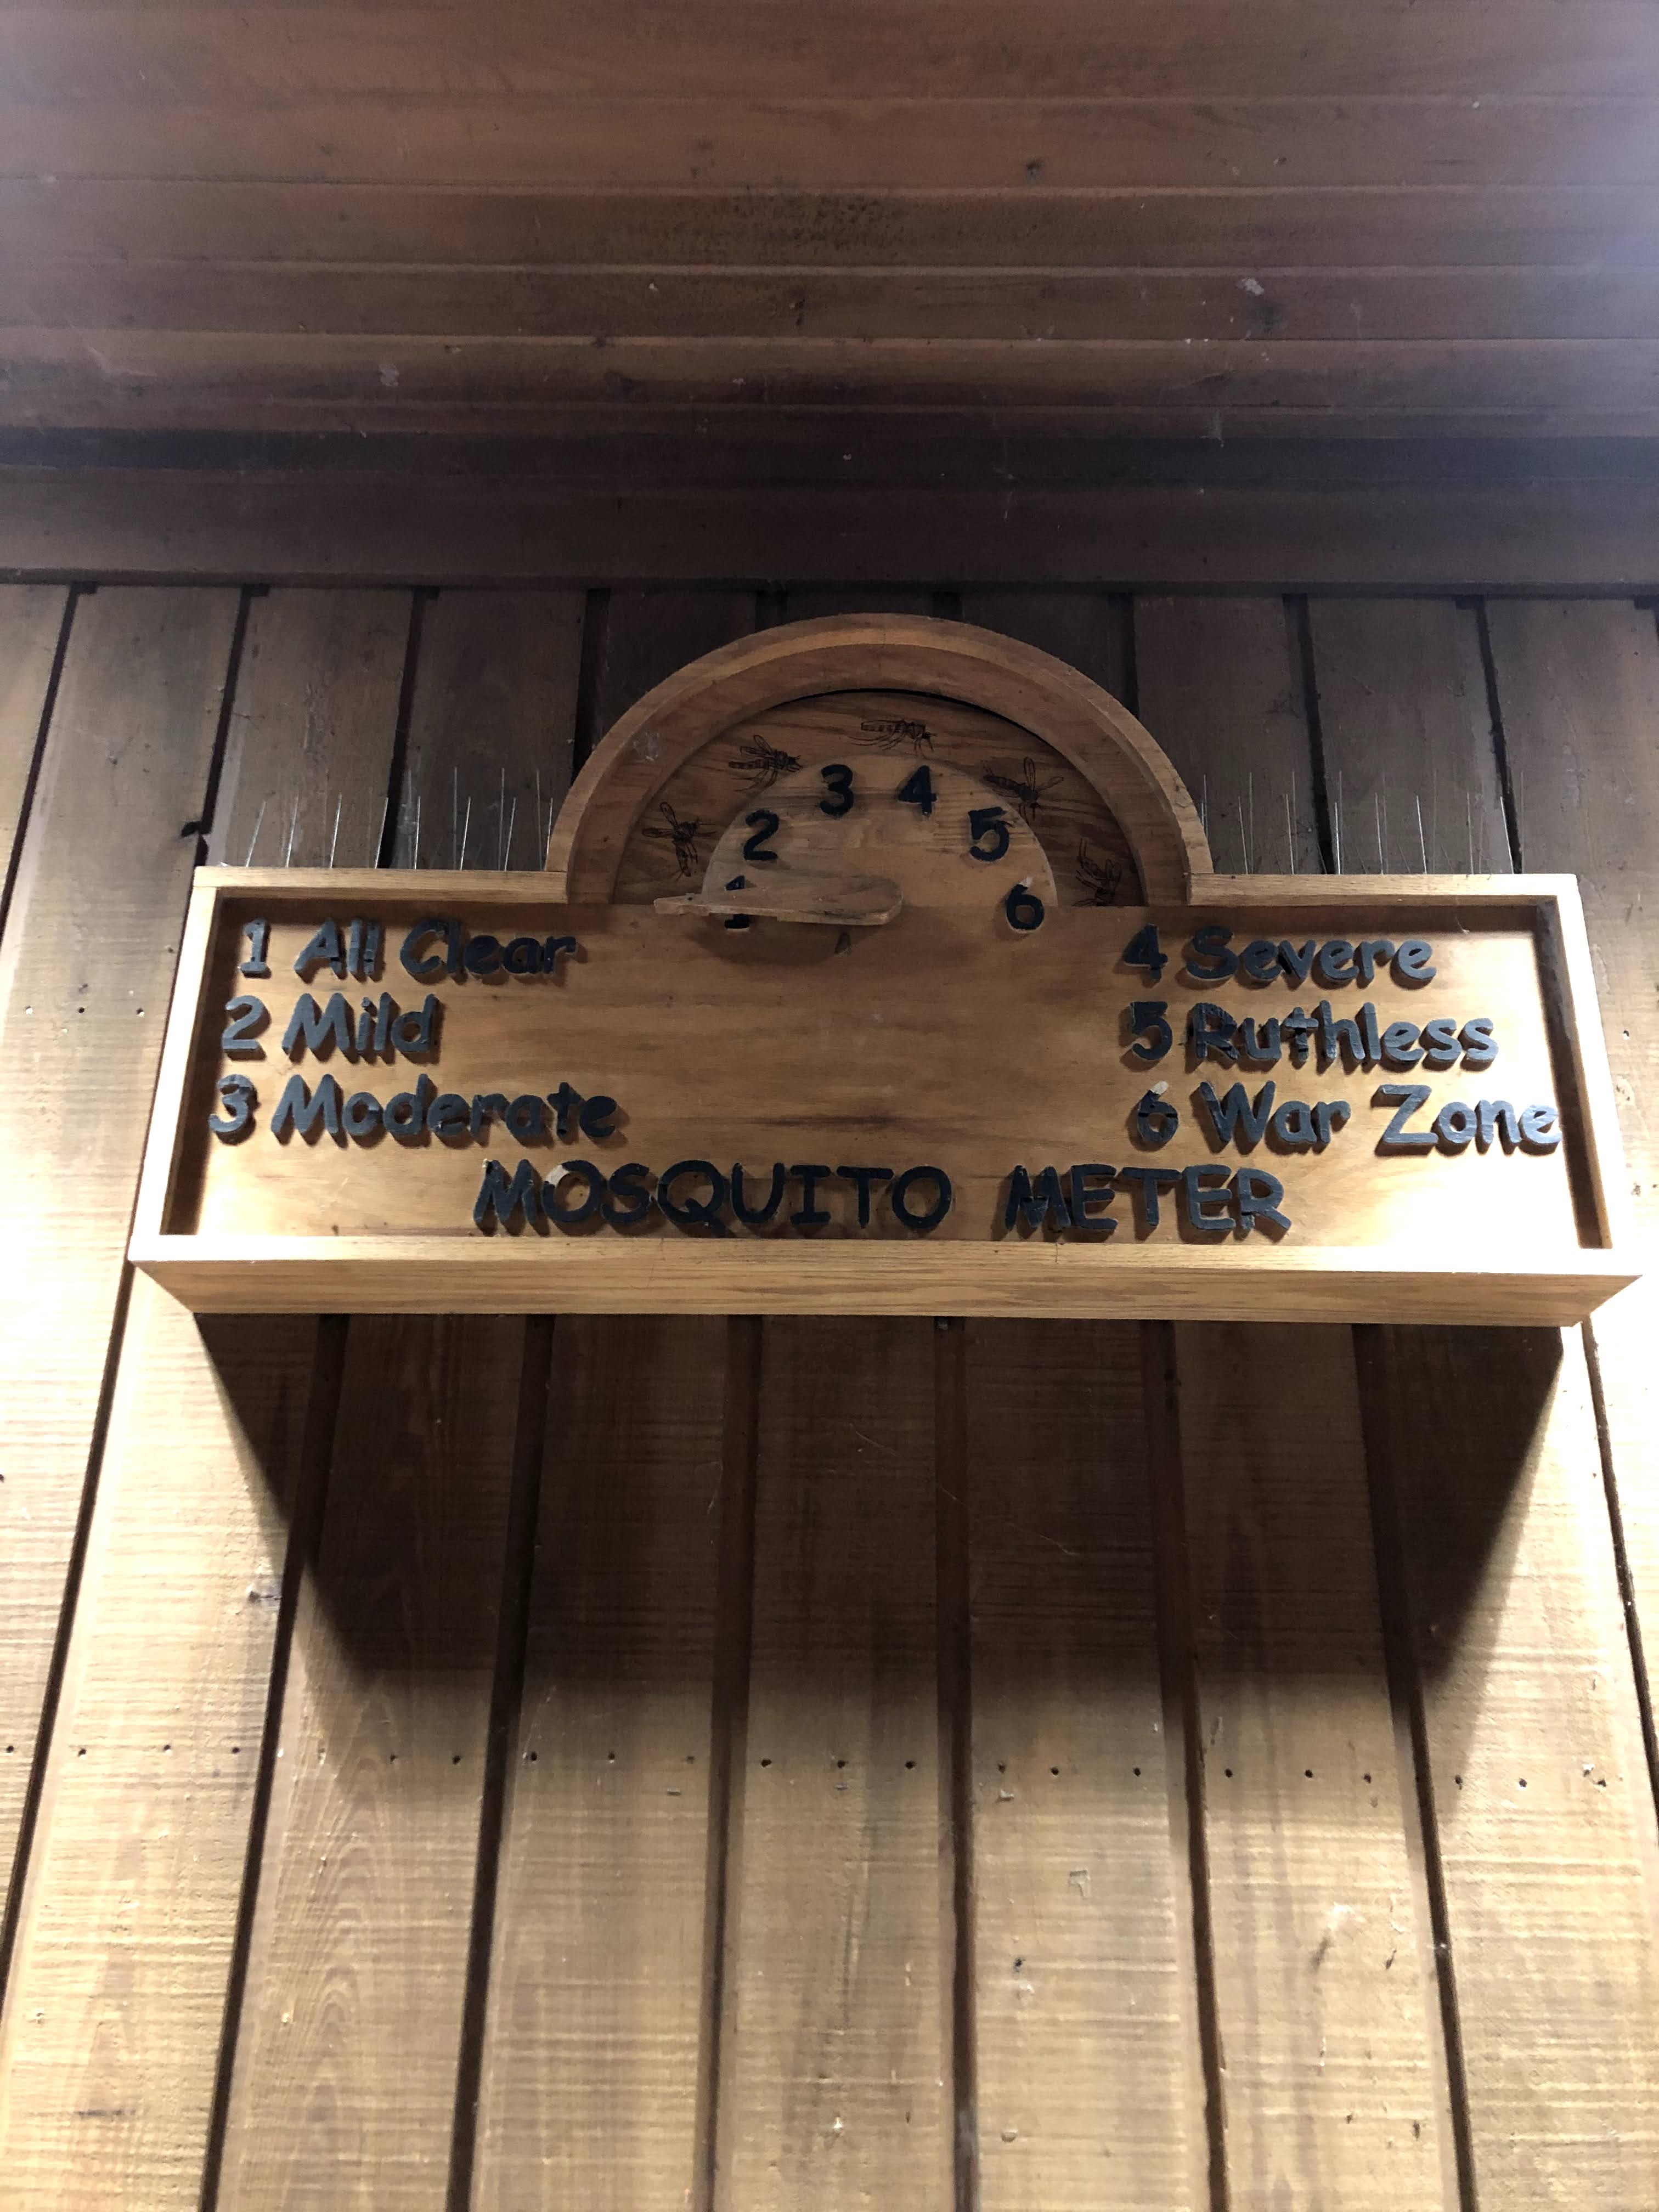 1 2 3 4 5 6
1 All Clear
2 Mild
3 Moderate
4 Severe
5 Ruthless
6 War Zone
MOSQUITO METER